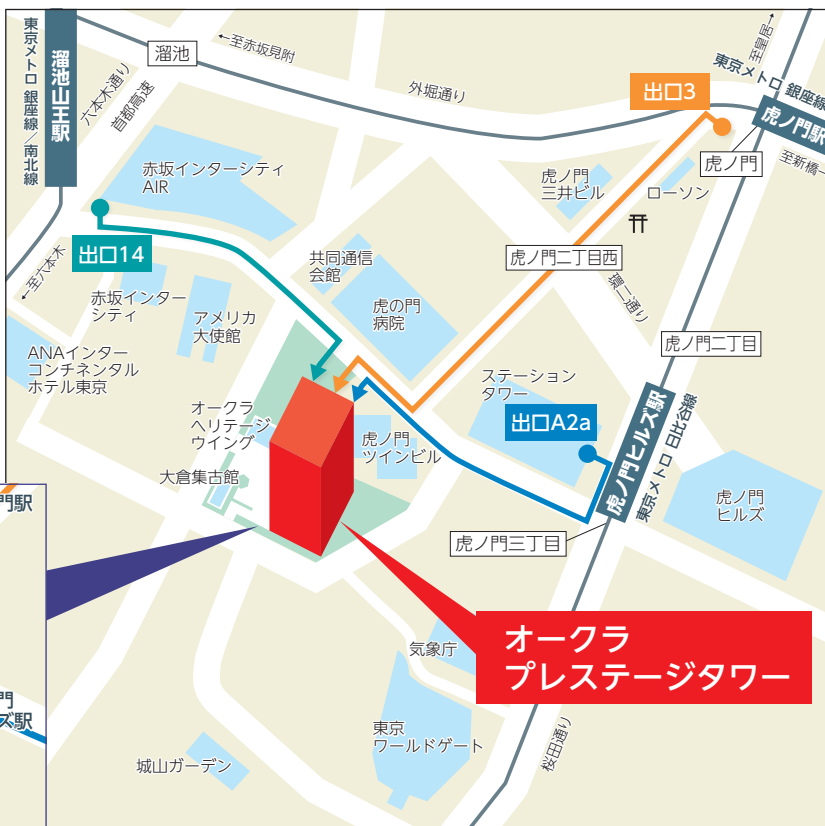 東京メトロ 銀座線/南北線
溜池山王駅
六本木通り
首都高速
溜池
←至赤坂見附
外堀通り
出口3
至皇居→
東京メトロ 銀座線
虎ノ門駅
至新橋→
虎ノ門
赤坂インターシティ
AIR
虎ノ門
三井ビル
ローソン
出口14
←至六本木
共同通信
会館
虎ノ門二丁目西
環二通り
赤坂インター
シティ
アメリカ
大使館
虎の門
病院
虎ノ門二丁目
ANAインター
コンチネンタル
ホテル東京
ステーション
タワー
出口A2a
虎ノ門ヒルズ駅
東京メトロ 日比谷線
オークラ
ヘリテージ
ウイング
虎ノ門
ツインビル
大倉集古館
虎ノ門
ヒルズ
門駅
虎ノ門三丁目
オークラ
プレステージタワー
気象庁
門
ズ駅
東京
ワールドゲート
桜田通り
城山ガーデン